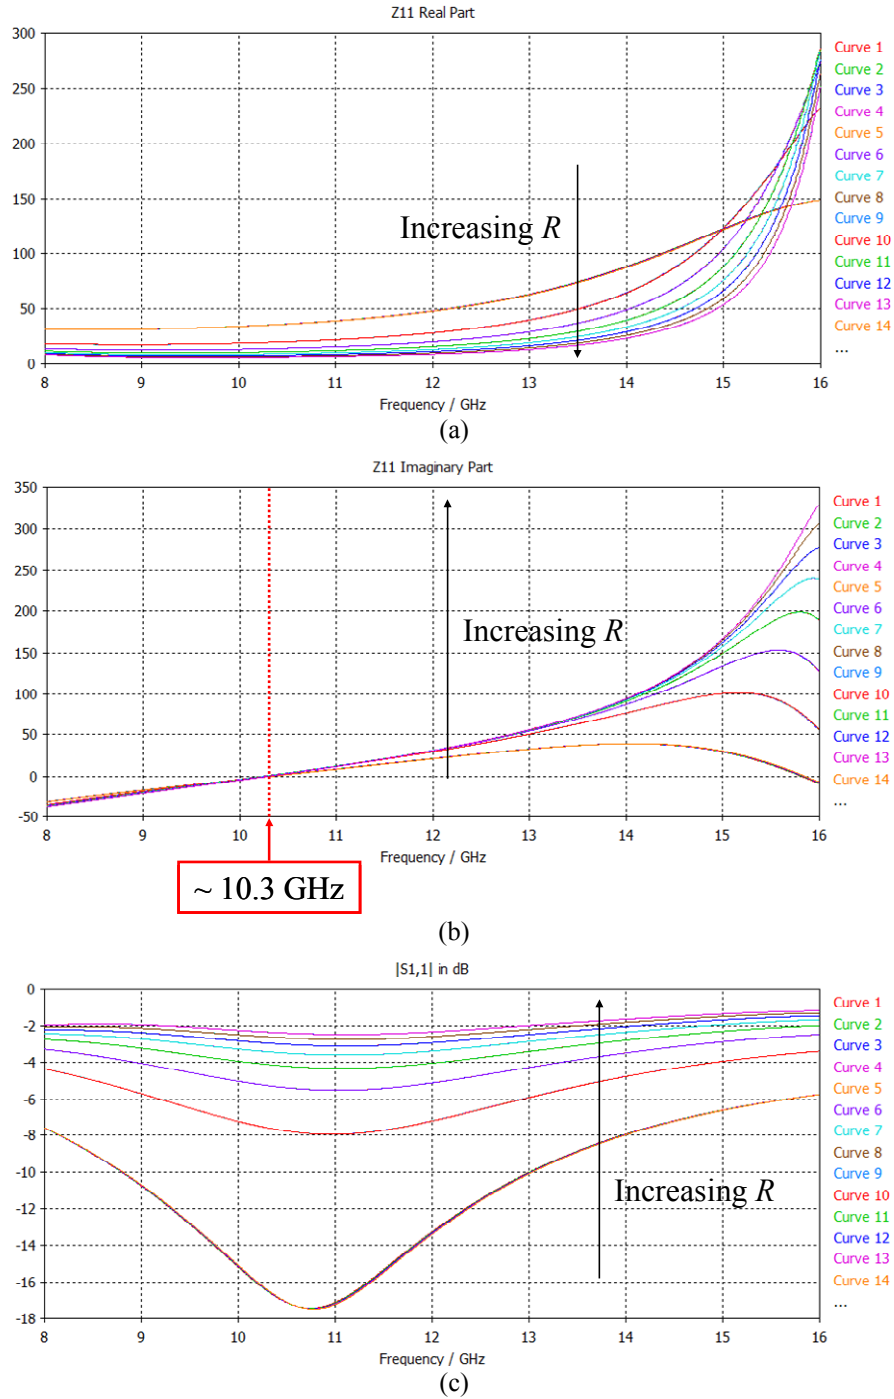 Z11 Real Part
300
250
200
150
100
50
0
Increasing R
8 9 10 11 12 13 14 15 16
Frequency / GHz
Curve 1
Curve 2
Curve 3
Curve 4
Curve 5
Curve 6
Curve 7
Curve 8
Curve 9
Curve 10
Curve 11
Curve 12
Curve 13
Curve 14
...
(a)
Z11 Imaginary Part
350
300
250
200
150
100
50
0
-50
Increasing R
8 9 10 11 12 13 14 15 16
Frequency / GHz
~ 10.3 GHz
Curve 1
Curve 2
Curve 3
Curve 4
Curve 5
Curve 6
Curve 7
Curve 8
Curve 9
Curve 10
Curve 11
Curve 12
Curve 13
Curve 14
...
(b)
|S1,1| in dB
0
-2
-4
-6
-8
-10
-12
-14
-16
-18
Increasing R
8 9 10 11 12 13 14 15 16
Frequency / GHz
Curve 1
Curve 2
Curve 3
Curve 4
Curve 5
Curve 6
Curve 7
Curve 8
Curve 9
Curve 10
Curve 11
Curve 12
Curve 13
Curve 14
...
(c)